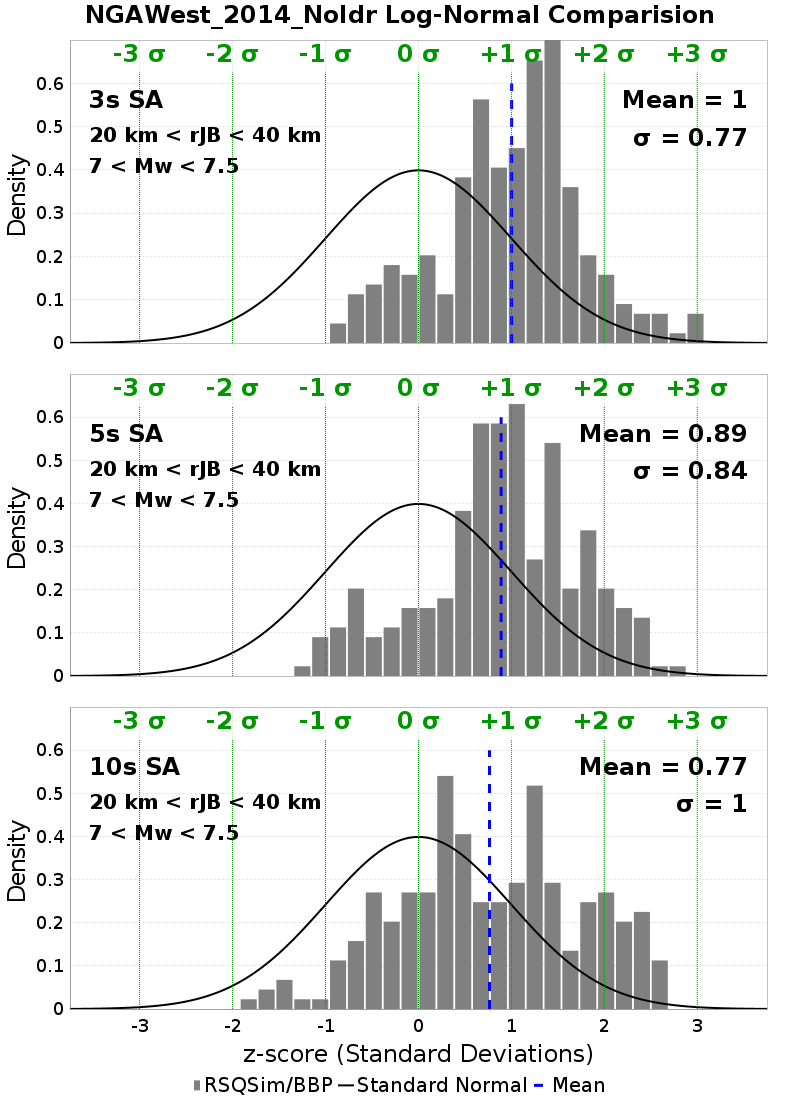 NGAWest_2014_NoIdr Log-Normal Comparision
-3 σ -2 σ -1 σ 0 σ +1 σ +2 σ +3 σ
0.6
3s SA Mean = 1
0.5
20 km < rJB < 40 km σ = 0.77
7 < Mw < 7.5
0.4
Density
0.3
0.2
0.1
0
-3 σ -2 σ -1 σ 0 σ +1 σ +2 σ +3 σ
0.6
5s SA Mean = 0.89
0.5
20 km < rJB < 40 km σ = 0.84
7 < Mw < 7.5
0.4
Density
0.3
0.2
0.1
0
-3 σ -2 σ -1 σ 0 σ +1 σ +2 σ +3 σ
0.6
10s SA Mean = 0.77
0.5
20 km < rJB < 40 km σ = 1
7 < Mw < 7.5
0.4
Density
0.3
0.2
0.1
0
-3 -2 -1 0 1 2 3
z-score (Standard Deviations)
RSQSim/BBP Standard Normal Mean